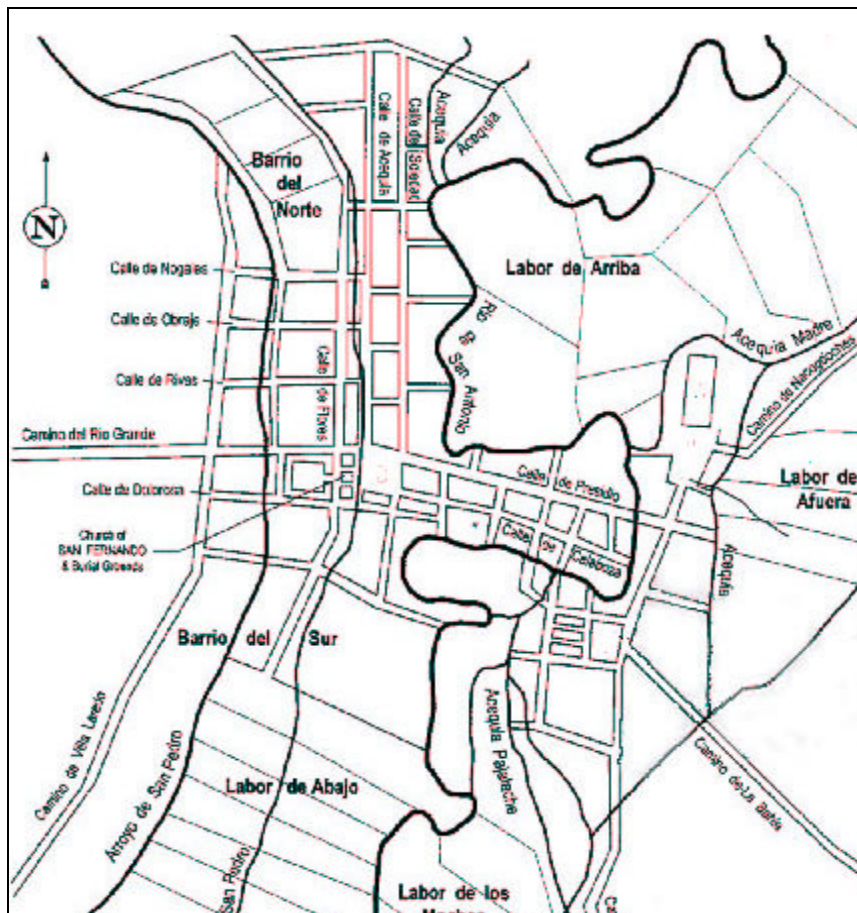 Acequia
Acequia
Calle de Acequia
Calle de Soledad
Barrio
del
Norte
N
Calle de Nogales
Labor de Arriba
Rio de San Antonio
Calle de Obraje
Acequia Madre
Calle de Flores
Camino de Nacogdoches
Calle de Rivas
Camino del Rio Grande
Calle de Presidio
Labor de
Afuera
Calle de Dolorosa
Church of
SAN FERNANDO
& Burial Grounds
Calle de Calabosa
Acequia
Barrio del Sur
Camino de Villa Laredo
Arroyo de San Pedro
Acequia Pajalache
Camino de La Bahia
Labor de Abajo
San Pedro
Labor de los